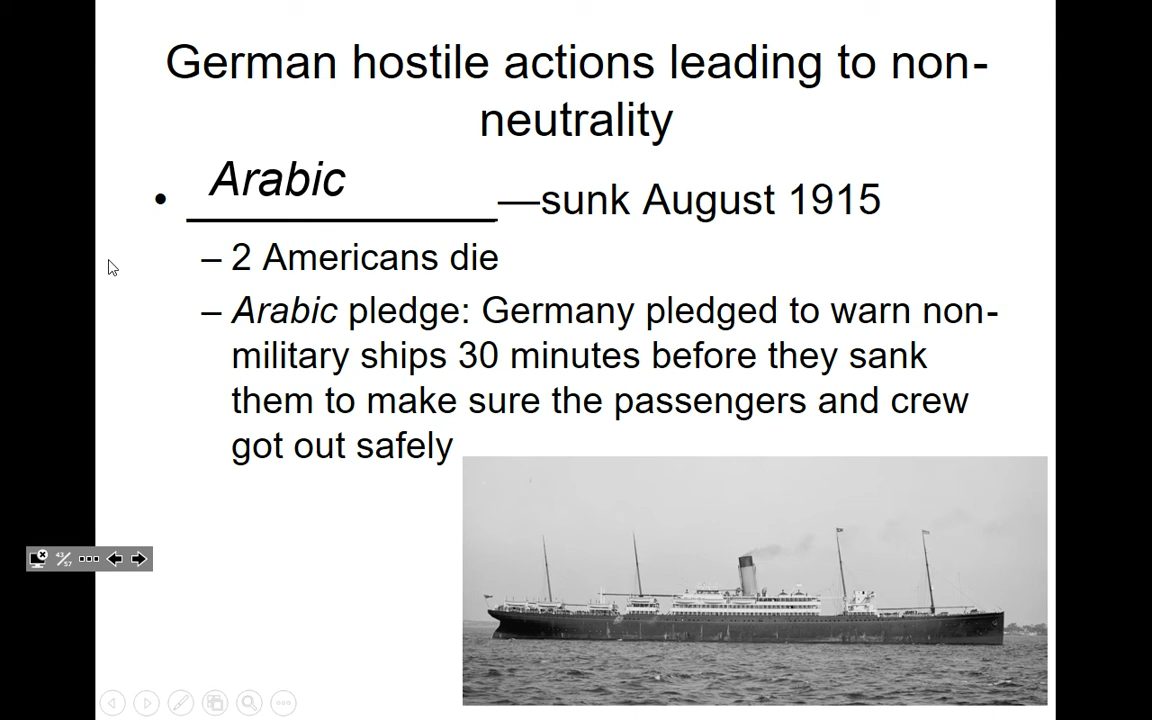 German hostile actions leading to non-
neutrality
• Arabic —sunk August 1915
– 2 Americans die
– Arabic pledge: Germany pledged to warn non-
military ships 30 minutes before they sank
them to make sure the passengers and crew
got out safely
43/57